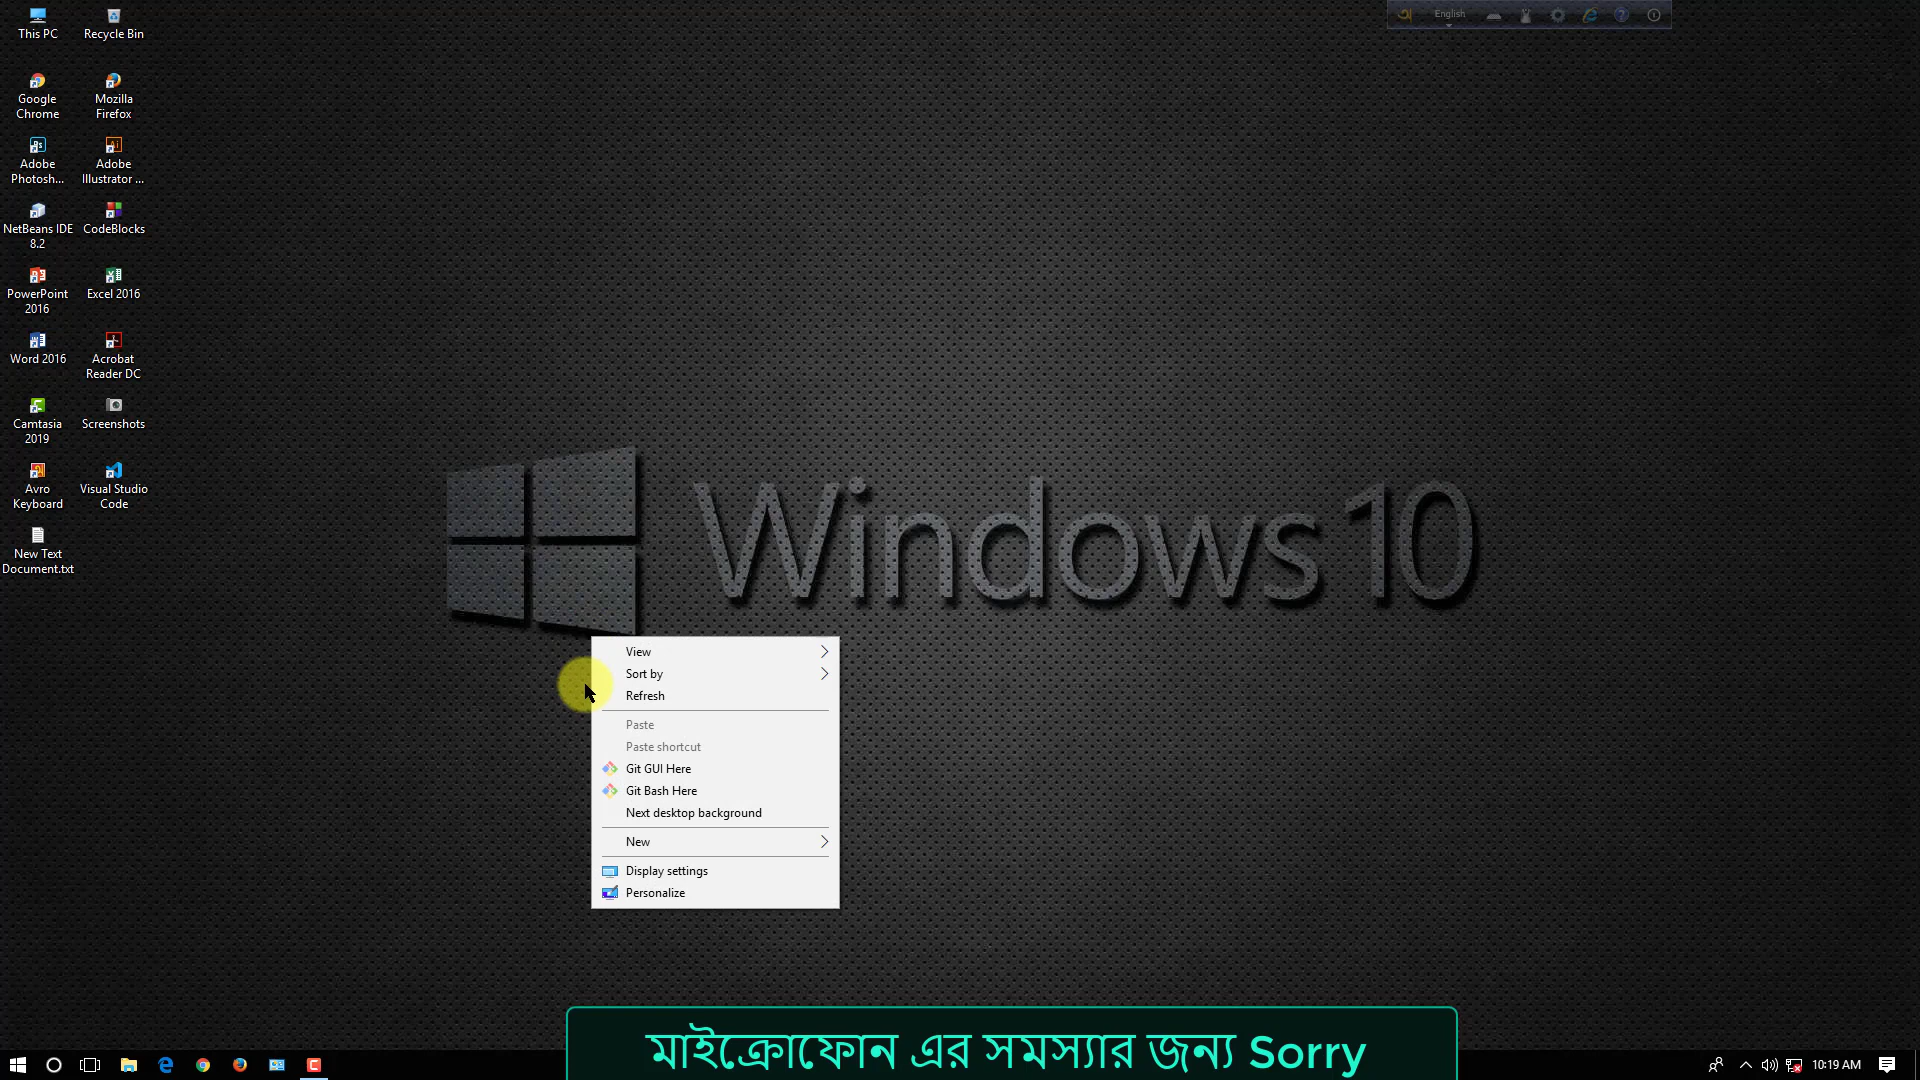 This PC
Recycle Bin
Google
Chrome
Mozilla
Firefox
Adobe
Photosh...
Adobe
Illustrator ...
NetBeans IDE
8.2
CodeBlocks
PowerPoint
2016
Excel 2016
Word 2016
Acrobat
Reader DC
Camtasia
2019
Screenshots
Avro
Keyboard
Visual Studio
Code
New Text
Document.txt
English
Windows 10
View
Sort by
Refresh
Paste
Paste shortcut
Git GUI Here
Git Bash Here
Next desktop background
New
Display settings
Personalize
মাইক্রোফোন এর সমস্যার জন্য Sorry
10:19 AM